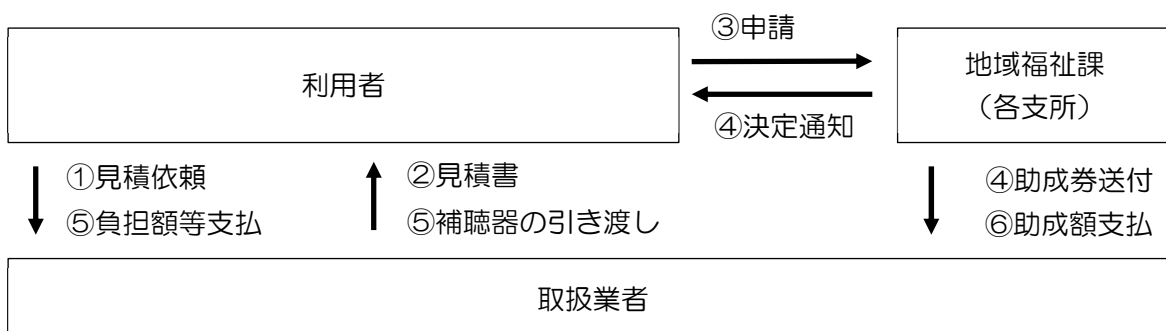 ③申請
利用者
地域福祉課
（各支所）
④決定通知
①見積依頼
⑤負担額等支払
②見積書
⑤補聴器の引き渡し
④助成券送付
⑥助成額支払
取扱業者